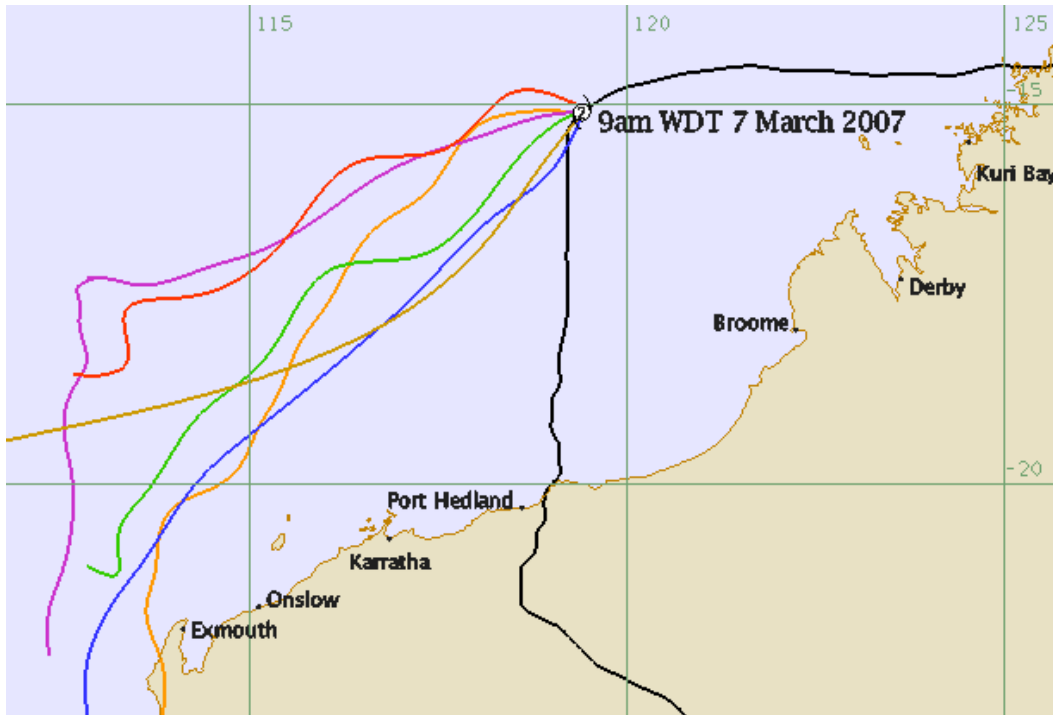 115
120
125
-15
9am WDT 7 March 2007
Kuri Bay
Derby
Broome
-20
Port Hedland
Karratha
Onslow
Exmouth